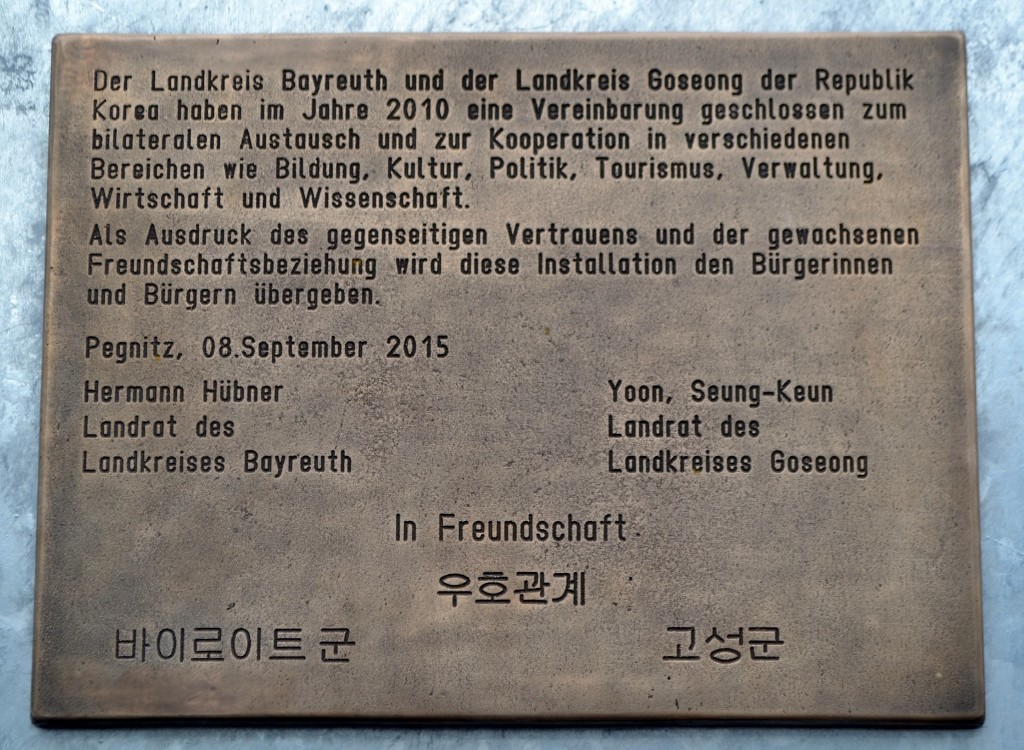 Der Landkreis Bayreuth und der Landkreis Goseong der Republik
Korea haben im Jahre 2010 eine Vereinbarung geschlossen zum
bilateralen Austausch und zur Kooperation in verschiedenen
Bereichen wie Bildung, Kultur, Politik, Tourismus, Verwaltung,
Wirtschaft und Wissenschaft.
Als Ausdruck des gegenseitigen Vertrauens und der gewachsenen
Freundschaftsbeziehung wird diese Installation den Bürgerinnen
und Bürgern übergeben.
Pegnitz, 08.September 2015
Hermann Hübner Yoon, Seung-Keun
Landrat des Landrat des
Landkreises Bayreuth Landkreises Goseong
In Freundschaft
우호관계
바이로이트 군 고성군